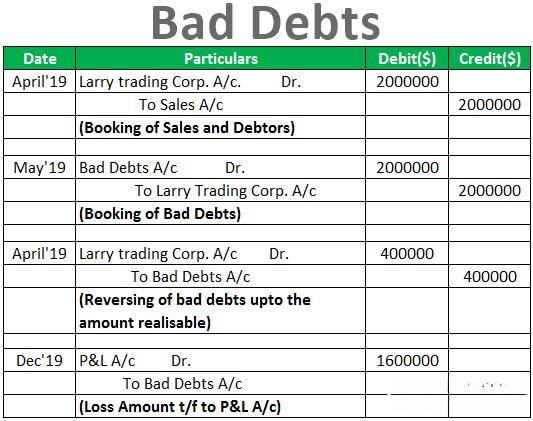 Bad Debts
Date Particulars Debit($) Credit($)
April'19 Larry trading Corp. A/c. Dr. 2000000
To Sales A/c 2000000
(Booking of Sales and Debtors)
May'19 Bad Debts A/c Dr. 2000000
To Larry Trading Corp. A/c 2000000
(Booking of Bad Debts)
April'19 Larry trading Corp. A/c Dr. 400000
To Bad Debts A/c 400000
(Reversing of bad debts upto the
amount realisable)
Dec'19 P&L A/c Dr. 1600000
To Bad Debts A/c
(Loss Amount t/f to P&L A/c)